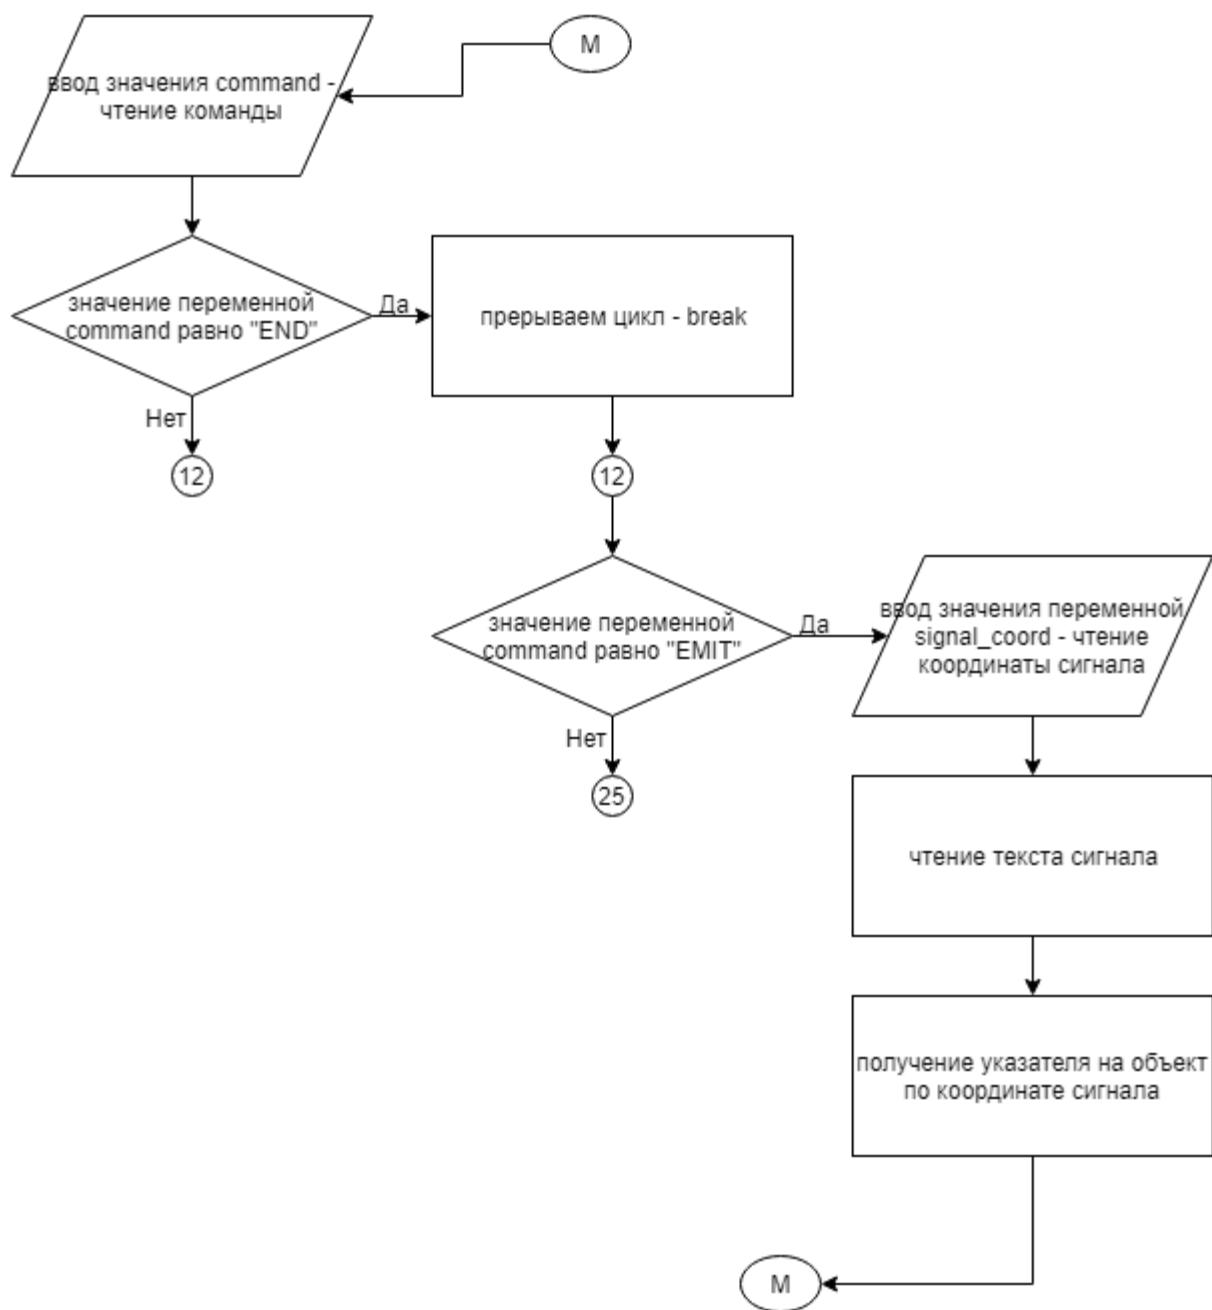 M
ввод значения command -
чтение команды
значение переменной
command равно "END"
Да
прерываем цикл - break
Нет
12
12
значение переменной
command равно "EMIT"
Да
ввод значения переменной
signal_coord - чтение
координаты сигнала
Нет
25
чтение текста сигнала
получение указателя на объект
по координате сигнала
M